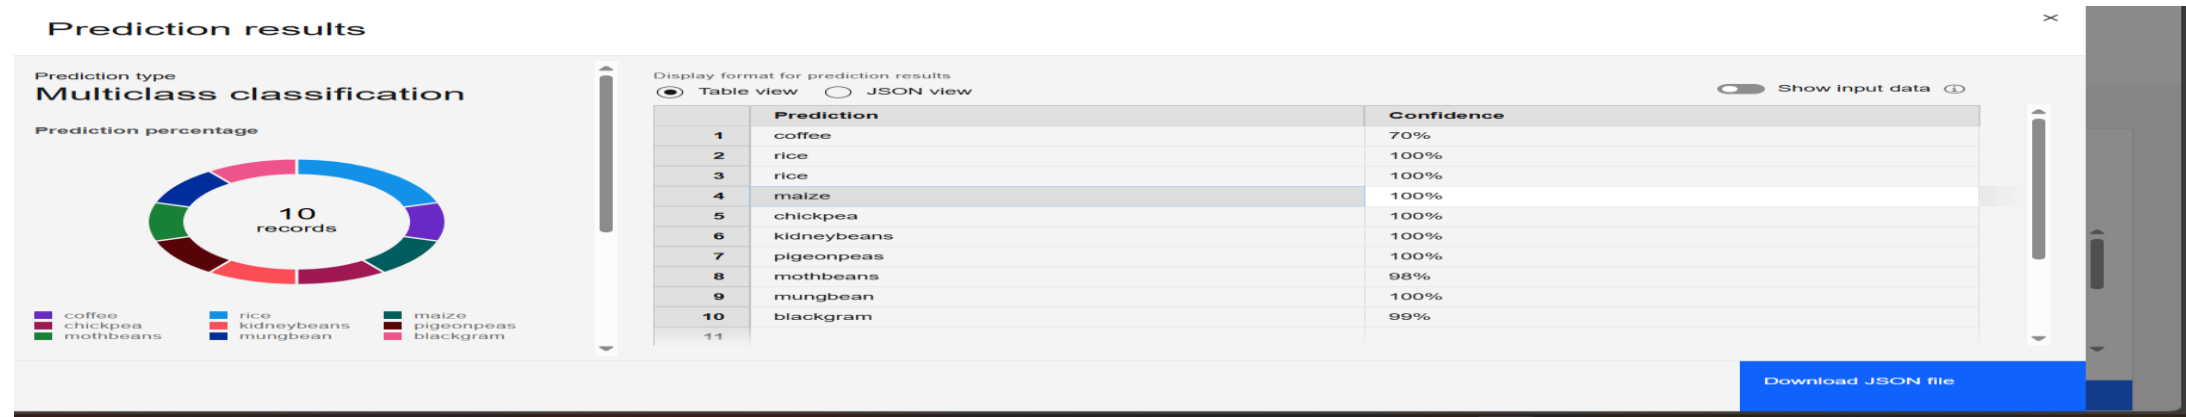 Prediction results
×
Prediction type
Multiclass classification
Prediction percentage
10
records
coffee rice maize
chickpea kidneybeans pigeonpeas
mothbeans mungbean blackgram
Display format for prediction results
Table view JSON view
Show input data
Prediction Confidence
1 coffee 70%
2 rice 100%
3 rice 100%
4 maize 100%
5 chickpea 100%
6 kidneybeans 100%
7 pigeonpeas 100%
8 mothbeans 98%
9 mungbean 100%
10 blackgram 99%
11
Download JSON file